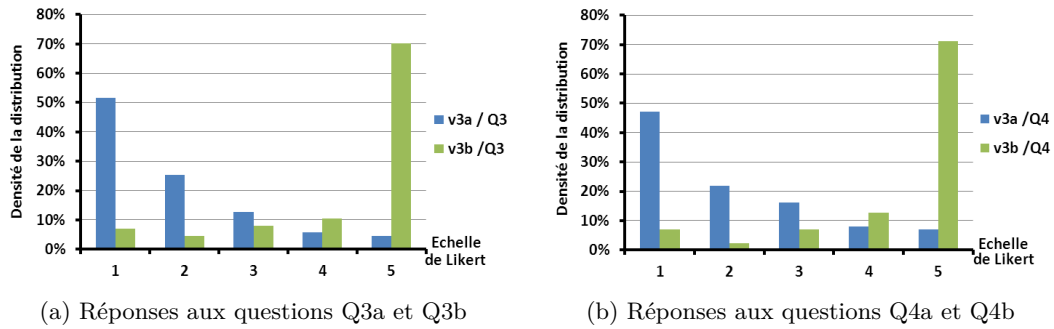 Densité de la distribution
80%
70%
60%
50%
40%
30%
20%
10%
0%
1 2 3 4 5
Echelle
de Likert
v3a / Q3
v3b /Q3
(a) Réponses aux questions Q3a et Q3b
Densité de la distribution
80%
70%
60%
50%
40%
30%
20%
10%
0%
1 2 3 4 5
Echelle
de Likert
v3a /Q4
v3b /Q4
(b) Réponses aux questions Q4a et Q4b